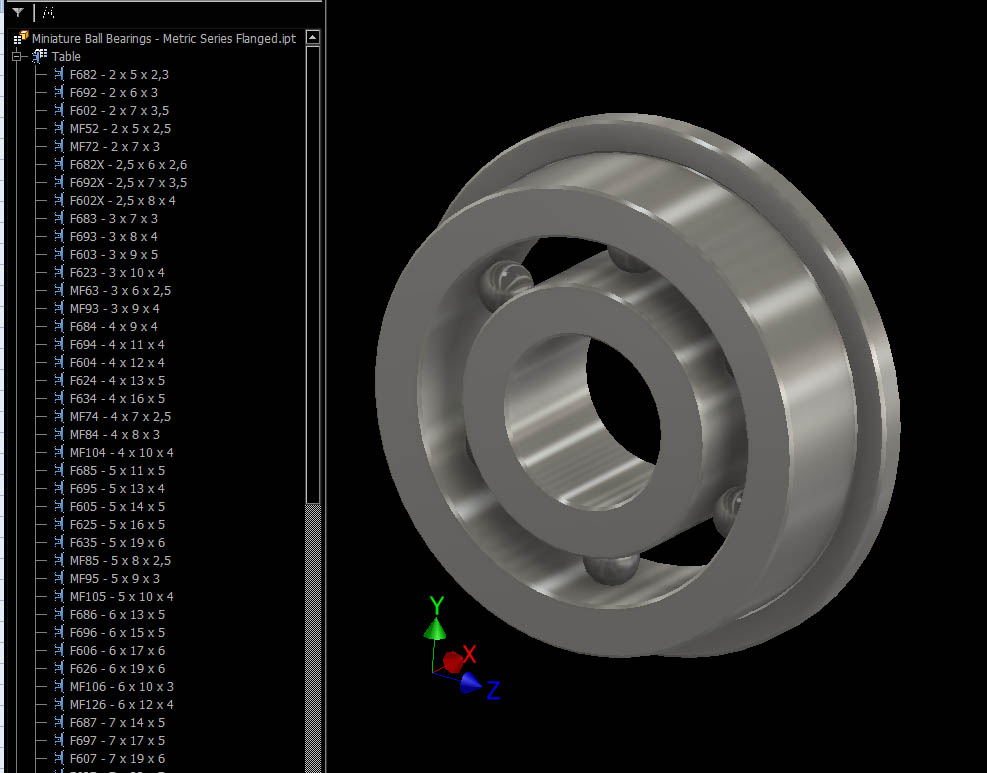 Miniature Ball Bearings - Metric Series Flanged.ipt
Table
F682 - 2 x 5 x 2,3
F692 - 2 x 6 x 3
F602 - 2 x 7 x 3,5
MF52 - 2 x 5 x 2,5
MF72 - 2 x 7 x 3
F682X - 2,5 x 6 x 2,6
F692X - 2,5 x 7 x 3,5
F602X - 2,5 x 8 x 4
F683 - 3 x 7 x 3
F693 - 3 x 8 x 4
F603 - 3 x 9 x 5
F623 - 3 x 10 x 4
MF63 - 3 x 6 x 2,5
MF93 - 3 x 9 x 4
F684 - 4 x 9 x 4
F694 - 4 x 11 x 4
F604 - 4 x 12 x 4
F624 - 4 x 13 x 5
F634 - 4 x 16 x 5
MF74 - 4 x 7 x 2,5
MF84 - 4 x 8 x 3
MF104 - 4 x 10 x 4
F685 - 5 x 11 x 5
F695 - 5 x 13 x 4
F605 - 5 x 14 x 5
F625 - 5 x 16 x 5
F635 - 5 x 19 x 6
MF85 - 5 x 8 x 2,5
MF95 - 5 x 9 x 3
MF105 - 5 x 10 x 4
F686 - 6 x 13 x 5
F696 - 6 x 15 x 5
F606 - 6 x 17 x 6
F626 - 6 x 19 x 6
MF106 - 6 x 10 x 3
MF126 - 6 x 12 x 4
F687 - 7 x 14 x 5
F697 - 7 x 17 x 5
F607 - 7 x 19 x 6
Y
X
Z